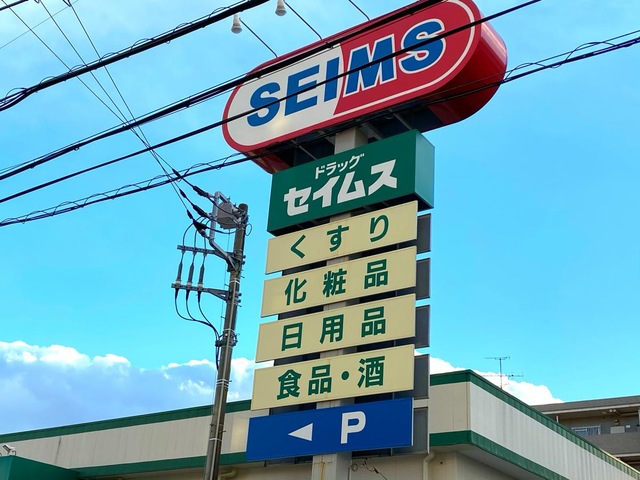 SEIMS
ドラッグ
セイムス
くすり
化粧品
日用品
食品・酒
◀ P